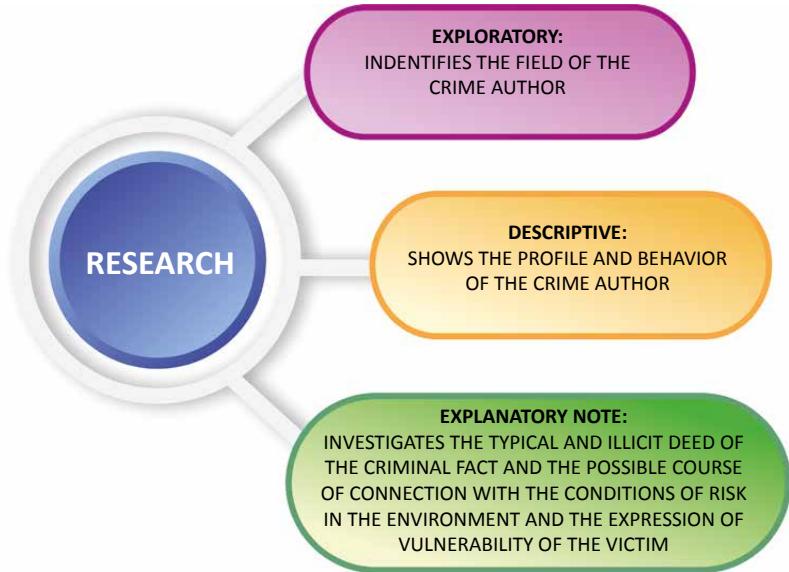 EXPLORATORY:
INDENTIFIES THE FIELD OF THE
CRIME AUTHOR
RESEARCH
DESCRIPTIVE:
SHOWS THE PROFILE AND BEHAVIOR
OF THE CRIME AUTHOR
EXPLANATORY NOTE:
INVESTIGATES THE TYPICAL AND ILLICIT DEED OF
THE CRIMINAL FACT AND THE POSSIBLE COURSE
OF CONNECTION WITH THE CONDITIONS OF RISK
IN THE ENVIRONMENT AND THE EXPRESSION OF
VULNERABILITY OF THE VICTIM